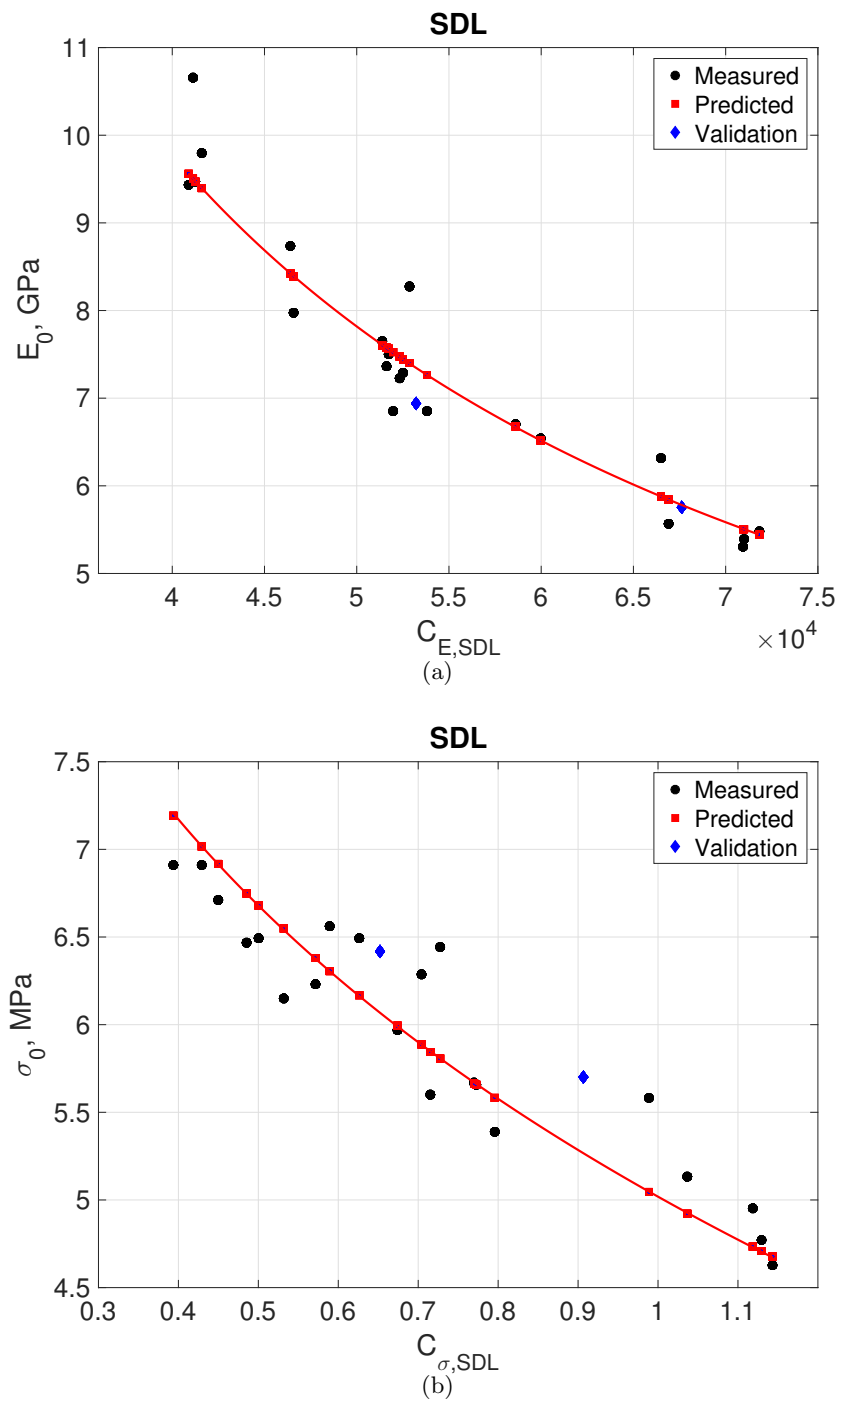 SDL
11
10
9
8
7
6
5
E0, GPa
Measured
Predicted
Validation
4 4.5 5 5.5 6 6.5 7 7.5
×10^4
C_E,SDL
(a)
SDL
7.5
7
6.5
6
5.5
5
4.5
σ0, MPa
Measured
Predicted
Validation
0.3 0.4 0.5 0.6 0.7 0.8 0.9 1 1.1
C_σ,SDL
(b)